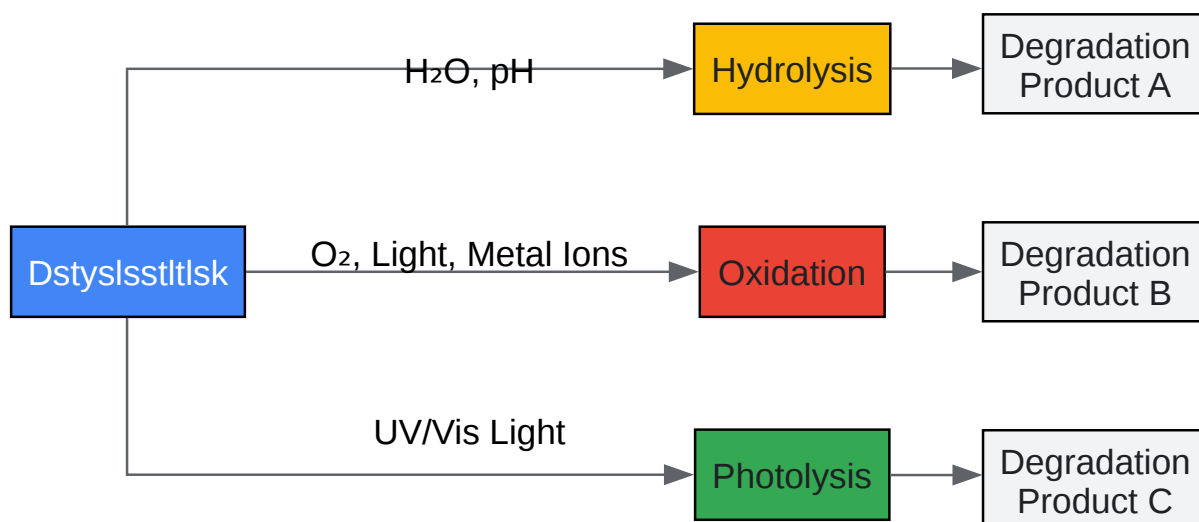 H₂O, pH
Hydrolysis
Degradation
Product A
Dstyslsstltlsk
O₂, Light, Metal Ions
Oxidation
Degradation
Product B
UV/Vis Light
Photolysis
Degradation
Product C